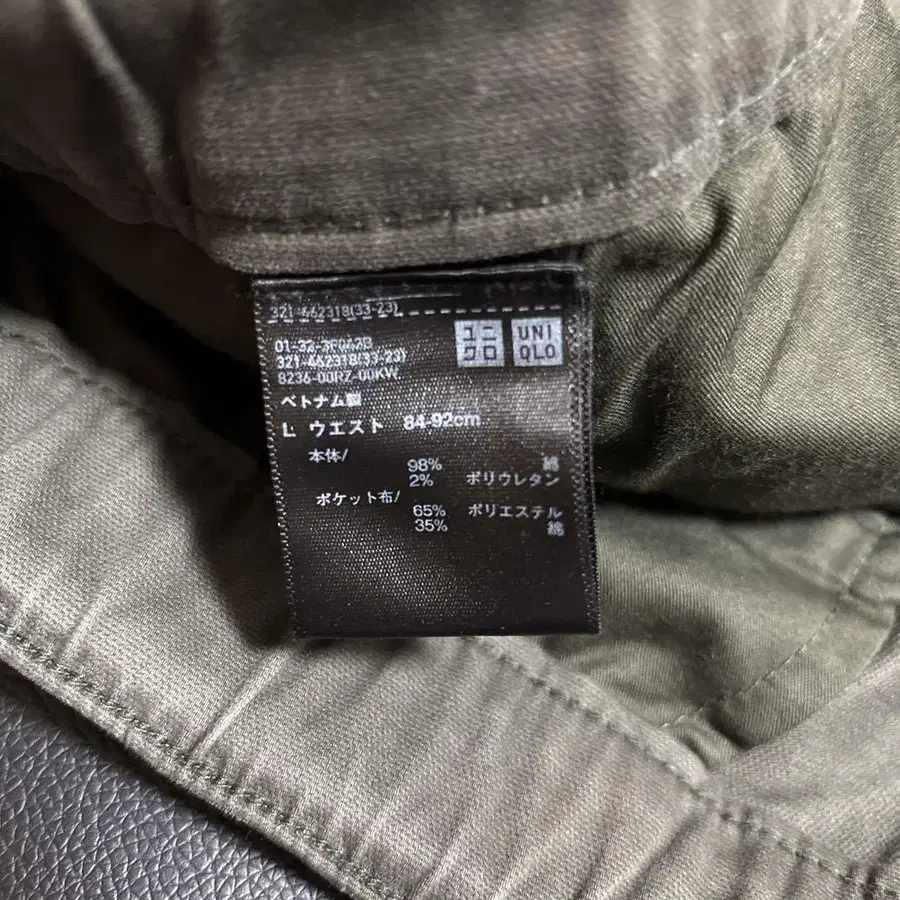 321-462318(33-23)
ユニクロ
UNIQLO
01-32-3F062B
321-462318(33-23)
8236-00RZ-00KW
ベトナム製
L ウエスト 84-92cm
本体/
98% 綿
2% ポリウレタン
ポケット布/
65% ポリエステル
35% 綿